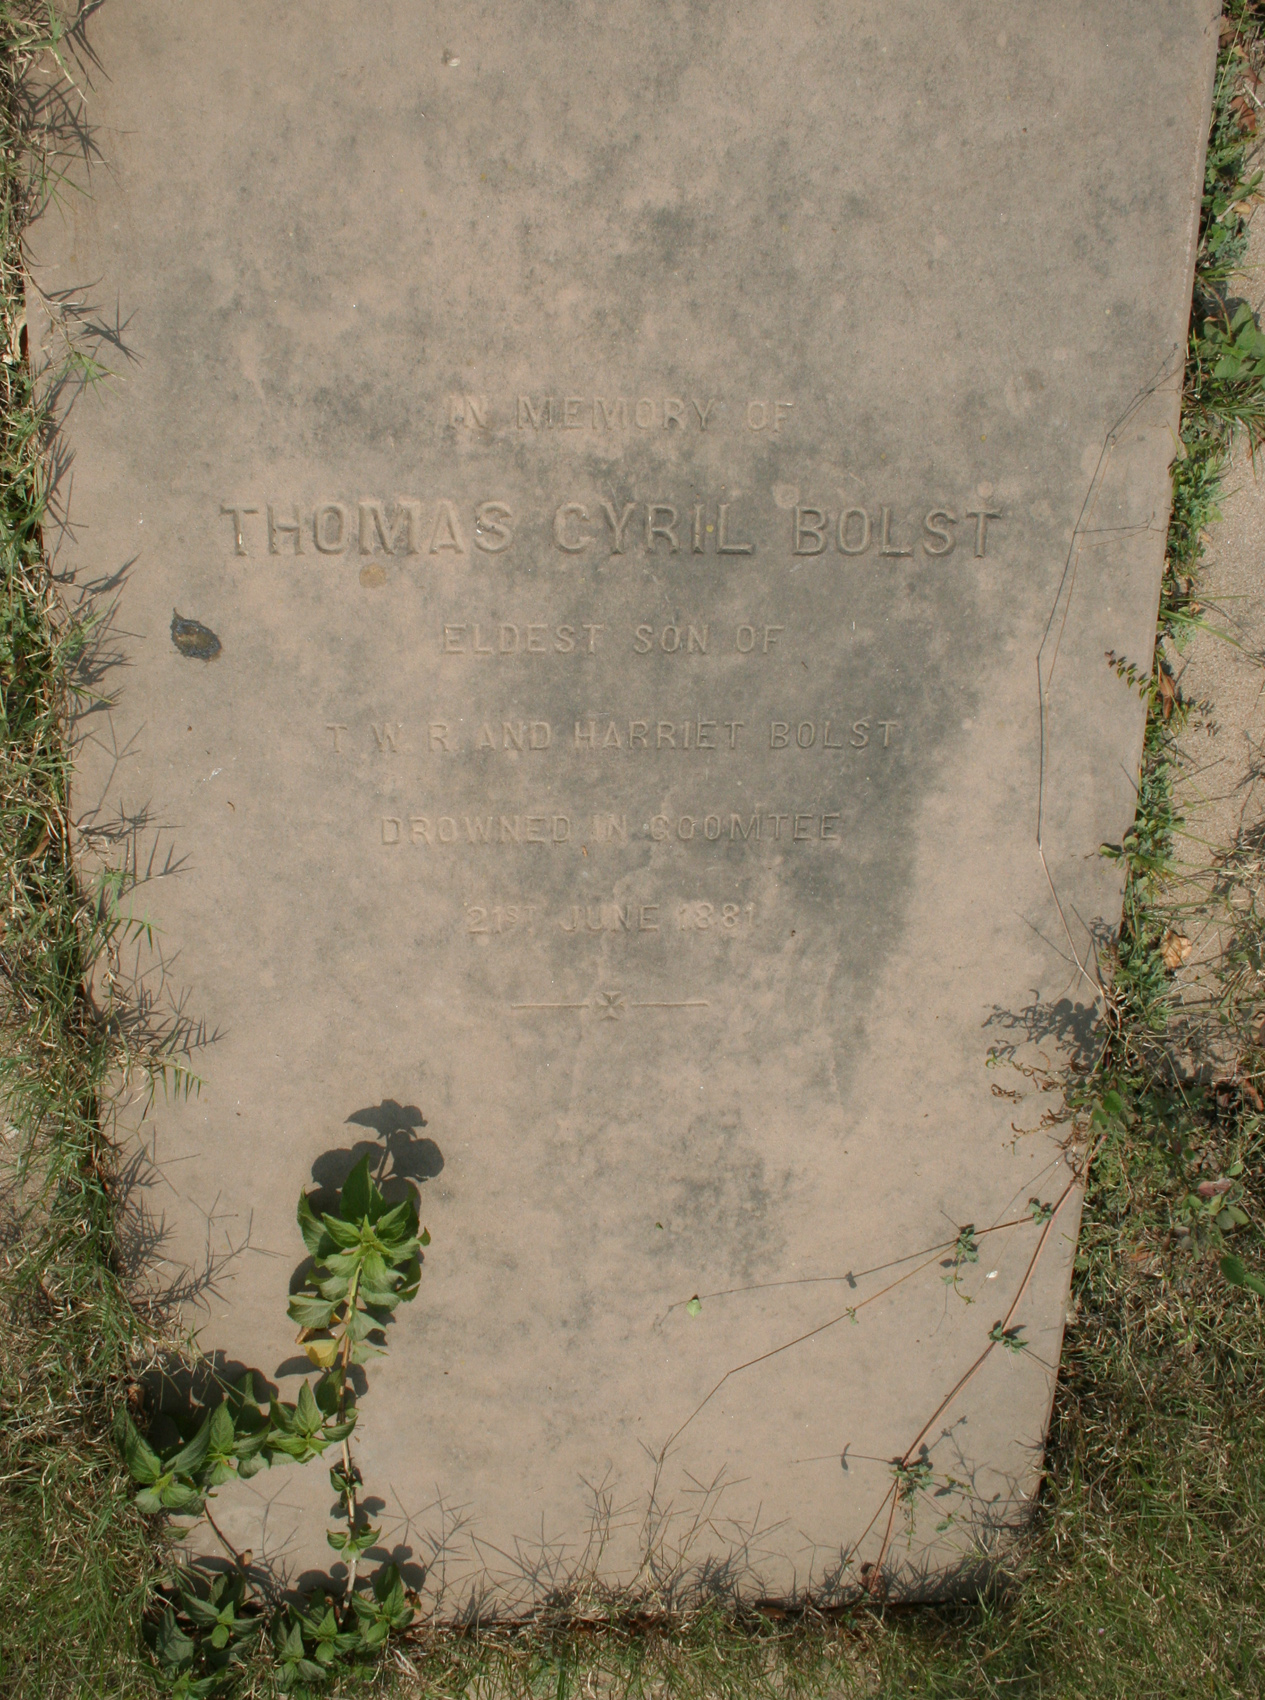 IN MEMORY OF
THOMAS CYRIL BOLST
ELDEST SON OF
T. W. R. AND HARRIET BOLST
DROWNED IN GOOMTEE
21ST JUNE 1881